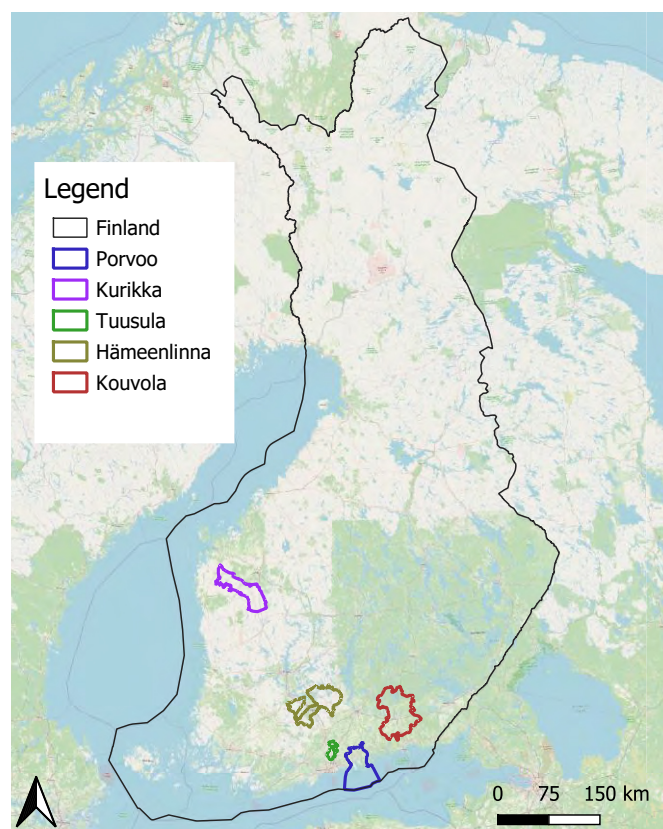 Legend
Finland
Porvoo
Kurikka
Tuusula
Hämeenlinna
Kouvola
0 75 150 km